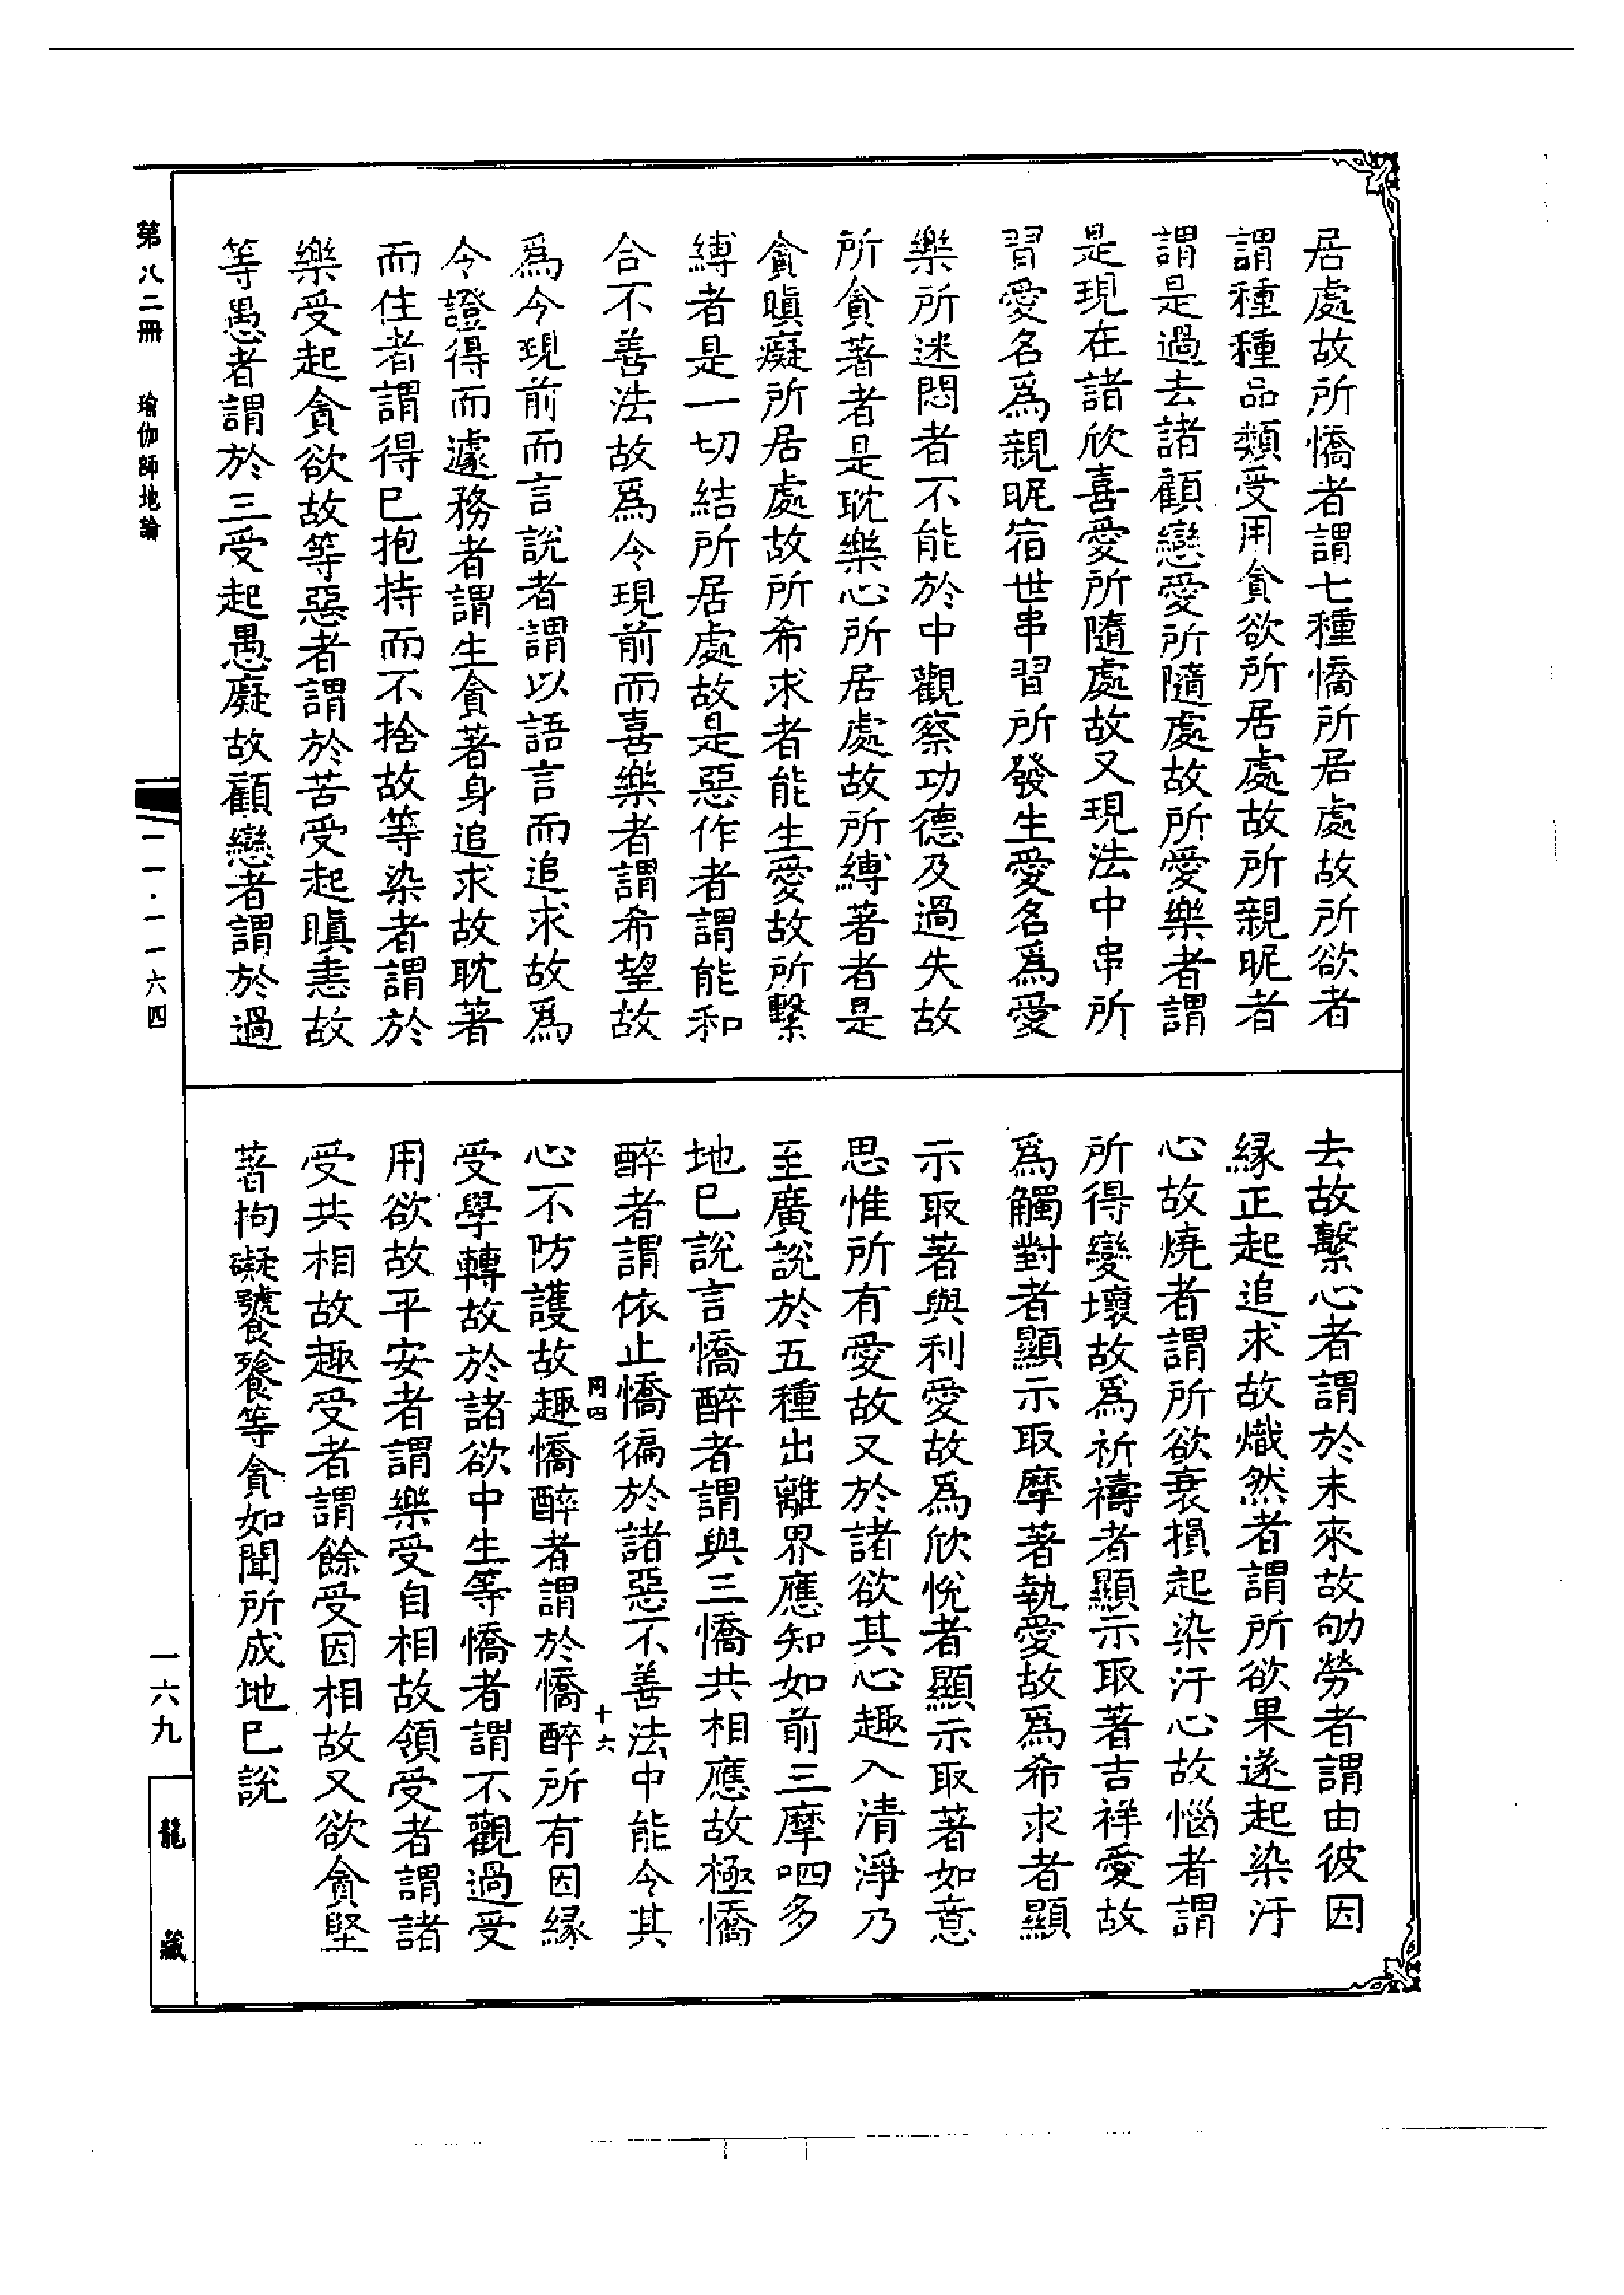 居處故所憍者謂七種憍所居處故所欲者
謂種種品類受用貪欲所居處故所親昵者
謂是過去諸顧戀愛所隨處故所愛樂者謂
是現在諸欣喜愛所隨處故又現法中串所
習愛名爲親昵宿世串習所發生愛名爲愛
樂所迷悶者不能於中觀察功德及過失故
所貪著者是耽樂心所居處故所縛著者是
貪瞋癡所居處故所希求者能生愛故所繫
縛者是一切結所居處故是惡作者謂能和
合不善法故爲令現前而喜樂者謂希望故
爲令現前而言說者謂以語言而追求故爲
令證得而遽務者謂生貪著身追求故耽著
而住者謂得已抱持而不捨故等染者謂於
樂受起貪欲故等惡者謂於苦受起瞋恚故
等愚者謂於三受起愚癡故顧戀者謂於過
去故繫心者謂於未來故劬勞者謂由彼因
緣正起追求故熾然者謂所欲果遂起染汙
心故燒者謂所欲衰損起染汙心故惱者謂
所得變壞故爲祈禱者顯示取著吉祥愛故
爲觸對者顯示取摩著執愛故爲希求者顯
示取著與利愛故爲欣悅者顯示取著如意
思惟所有愛故又於諸欲其心趣入清淨乃
至廣說於五種出離界應知如前三摩呬多
地已說言憍醉者謂與三憍共相應故極憍
醉者謂依止憍徧於諸惡不善法中能令其
心不防護故趣憍醉者謂於憍醉所有因緣
受學轉故於諸欲中生等憍者謂不觀過受
用欲故平安者謂樂受自相故領受者謂諸
受共相故趣受者謂餘受因相故又欲貪堅
著拘礙饕餮等貪如聞所成地已說
罔四
十六
第八二冊
瑜伽師地論
一一·一一六四
一六九
龍藏